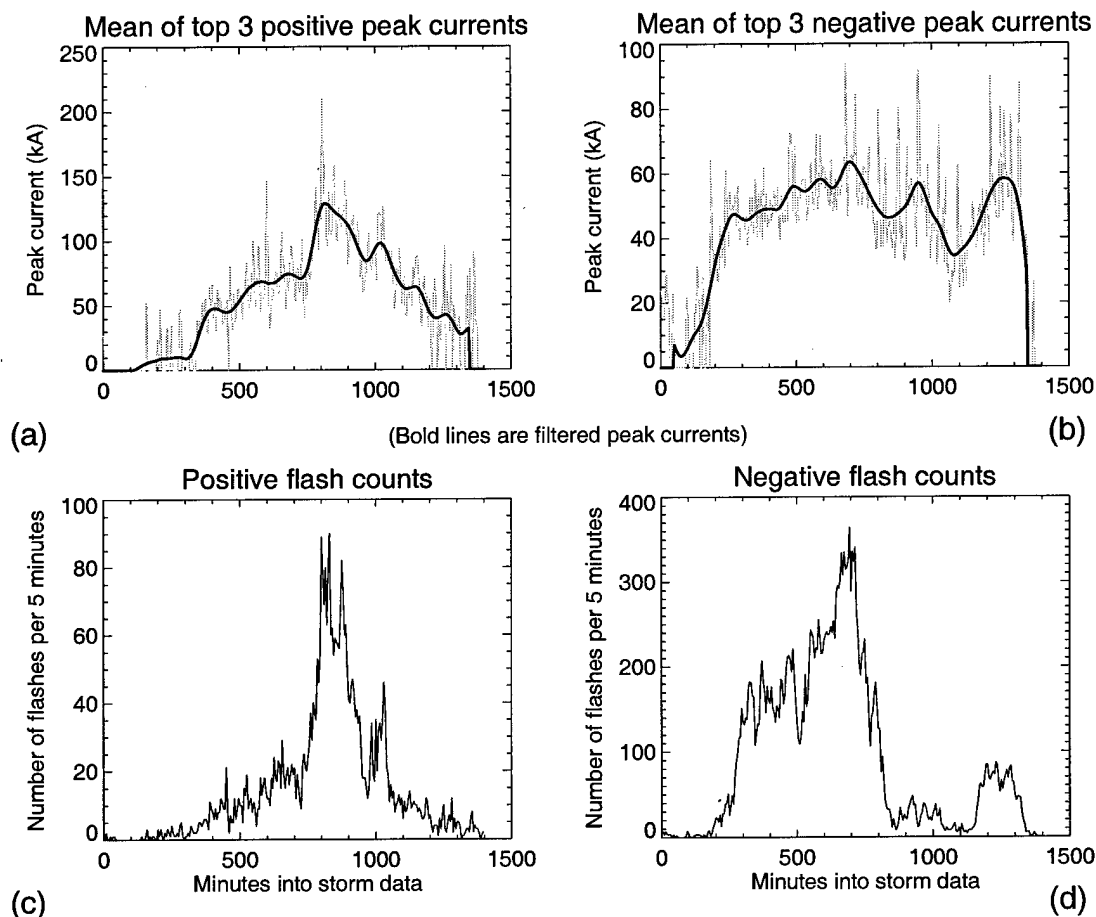 Mean of top 3 positive peak currents
250
200
150
100
50
0
Peak current (kA)
0 500 1000 1500
(a)
Mean of top 3 negative peak currents
100
80
60
40
20
0
Peak current (kA)
0 500 1000 1500
(b)
(Bold lines are filtered peak currents)
Positive flash counts
100
80
60
40
20
0
Number of flashes per 5 minutes
0 500 1000 1500
Minutes into storm data
(c)
Negative flash counts
400
300
200
100
0
Number of flashes per 5 minutes
0 500 1000 1500
Minutes into storm data
(d)